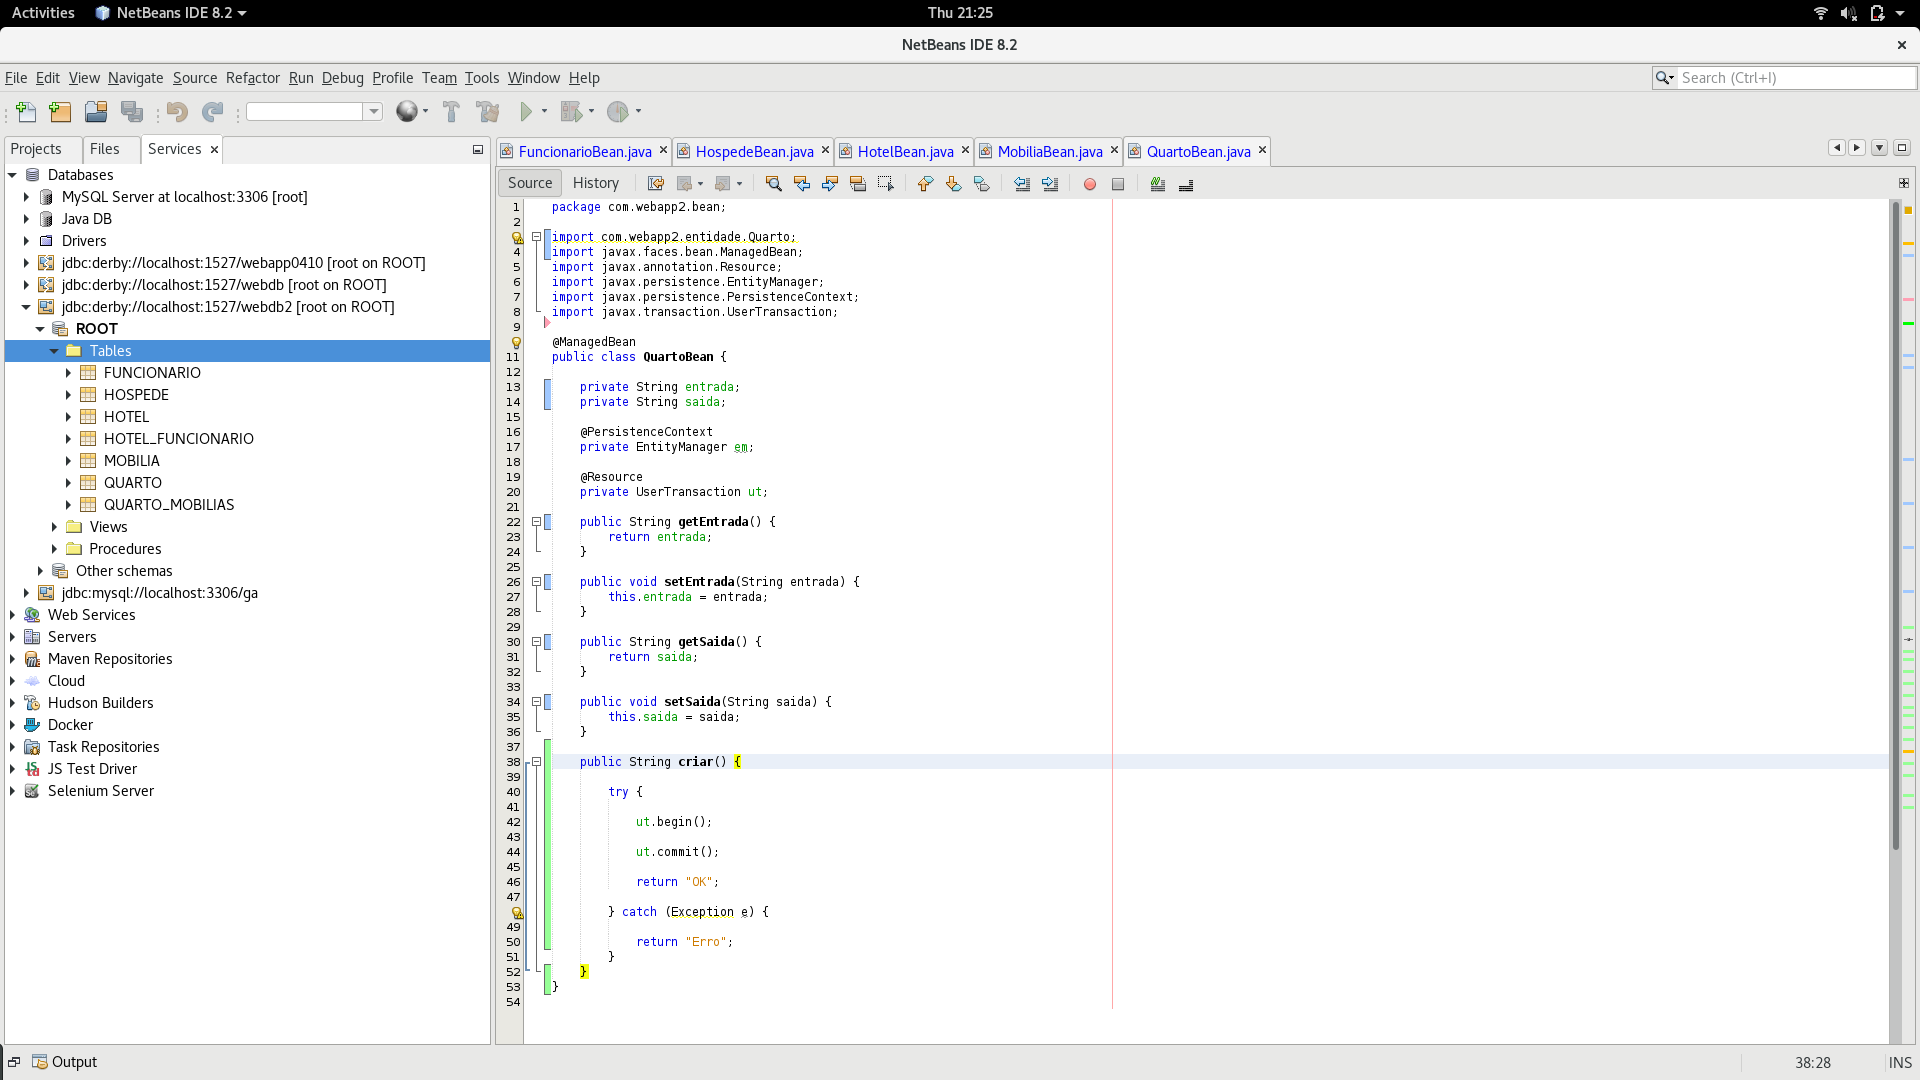 Activities NetBeans IDE 8.2 Thu 21:25
NetBeans IDE 8.2
File Edit View Navigate Source Refactor Run Debug Profile Team Tools Window Help
Search (Ctrl+I)
Projects Files Services
Databases
MySQL Server at localhost:3306 [root]
Java DB
Drivers
jdbc:derby://localhost:1527/webapp0410 [root on ROOT]
jdbc:derby://localhost:1527/webdb [root on ROOT]
jdbc:derby://localhost:1527/webdb2 [root on ROOT]
ROOT
Tables
FUNCIONARIO
HOSPEDE
HOTEL
HOTEL_FUNCIONARIO
MOBILIA
QUARTO
QUARTO_MOBILIAS
Views
Procedures
Other schemas
jdbc:mysql://localhost:3306/ga
Web Services
Servers
Maven Repositories
Cloud
Hudson Builders
Docker
Task Repositories
JS Test Driver
Selenium Server
FuncionarioBean.java HospedeBean.java HotelBean.java MobiliaBean.java QuartoBean.java
Source History
1 package com.webapp2.bean;
2
import com.webapp2.entidade.Quarto;
4 import javax.faces.bean.ManagedBean;
5 import javax.annotation.Resource;
6 import javax.persistence.EntityManager;
7 import javax.persistence.PersistenceContext;
8 import javax.transaction.UserTransaction;
9
@ManagedBean
11 public class QuartoBean {
12
13 private String entrada;
14 private String saida;
15
16 @PersistenceContext
17 private EntityManager em;
18
19 @Resource
20 private UserTransaction ut;
21
22 public String getEntrada() {
23 return entrada;
24 }
25
26 public void setEntrada(String entrada) {
27 this.entrada = entrada;
28 }
29
30 public String getSaida() {
31 return saida;
32 }
33
34 public void setSaida(String saida) {
35 this.saida = saida;
36 }
37
38 public String criar() {
39
40 try {
41
42 ut.begin();
43
44 ut.commit();
45
46 return "OK";
47
} catch (Exception e) {
49
50 return "Erro";
51 }
52 }
53 }
54
Output
38:28 INS